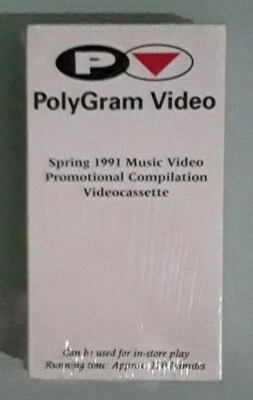 P
PolyGram Video
Spring 1991 Music Video
Promotional Compilation
Videocassette
Can be used for in-store play
Running time: Approx. Minutes